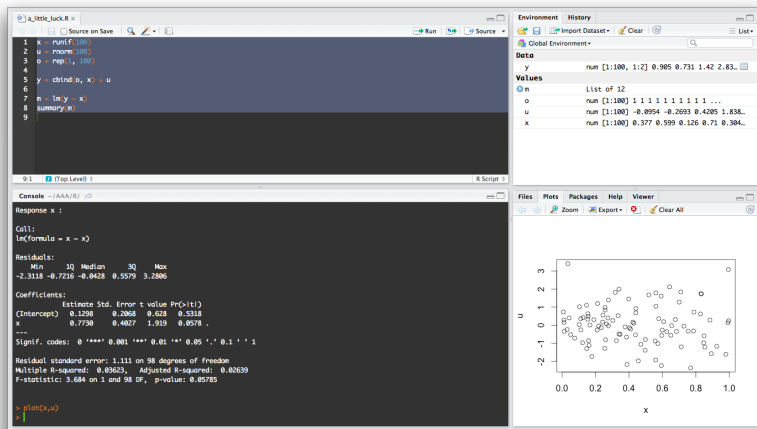 a_little_luck.R ×
Source on Save
Run
Source
1 x = runif(100)
2 u = rnorm(100)
3 o = rep(1, 100)
4
5 y = cbind(o, x) + u
6
7 m = lm(y ~ x)
8 summary(m)
9
9:1 (Top Level)
R Script
Console ~/AAA/R/
Response x :
Call:
lm(formula = x ~ x)
Residuals:
Min 1Q Median 3Q Max
-2.3118 -0.7216 -0.0428 0.5579 3.2806
Coefficients:
Estimate Std. Error t value Pr(>|t|)
(Intercept) 0.1298 0.2068 0.628 0.5318
x 0.7730 0.4027 1.919 0.0578 .
---
Signif. codes: 0 '***' 0.001 '**' 0.01 '*' 0.05 '.' 0.1 ' ' 1
Residual standard error: 1.111 on 98 degrees of freedom
Multiple R-squared: 0.03623, Adjusted R-squared: 0.02639
F-statistic: 3.684 on 1 and 98 DF, p-value: 0.05785
> plot(x,u)
>
Environment History
Import Dataset Clear List
Global Environment
Data
y num [1:100, 1:2] 0.905 0.731 1.42 2.83…
Values
m List of 12
o num [1:100] 1 1 1 1 1 1 1 1 1 1 ...
u num [1:100] -0.0954 -0.2693 0.4205 1.838…
x num [1:100] 0.377 0.599 0.126 0.71 0.304…
Files Plots Packages Help Viewer
Zoom Export Clear All
u
3
2
1
0
-1
-2
0.0 0.2 0.4 0.6 0.8 1.0
x